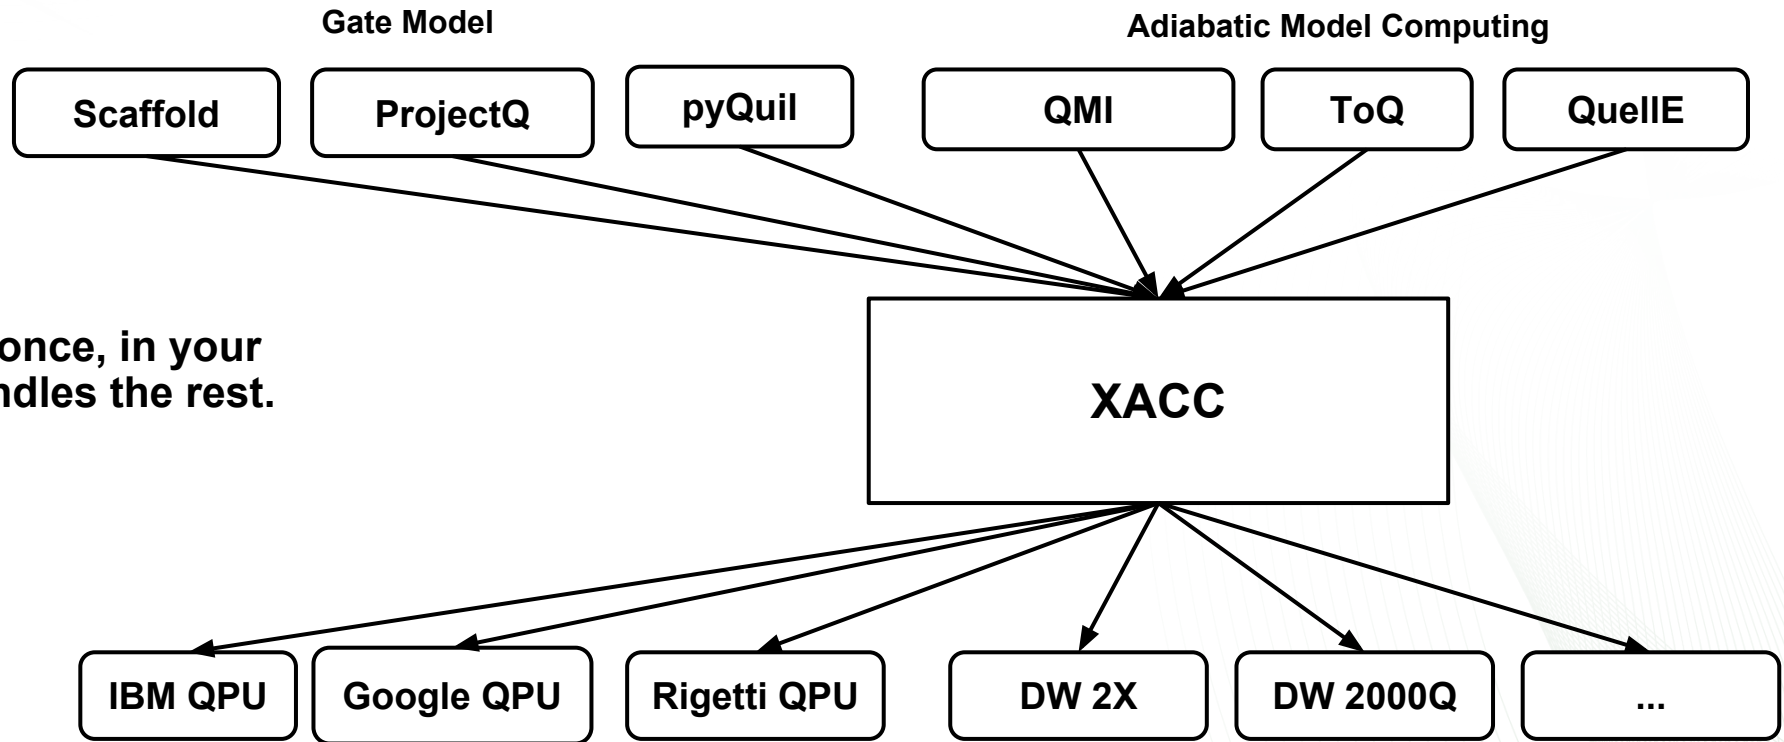 Gate Model
Adiabatic Model Computing
Scaffold
ProjectQ
pyQuil
QMI
ToQ
QuellE
once, in your
ndles the rest.
XACC
IBM QPU
Google QPU
Rigetti QPU
DW 2X
DW 2000Q
...